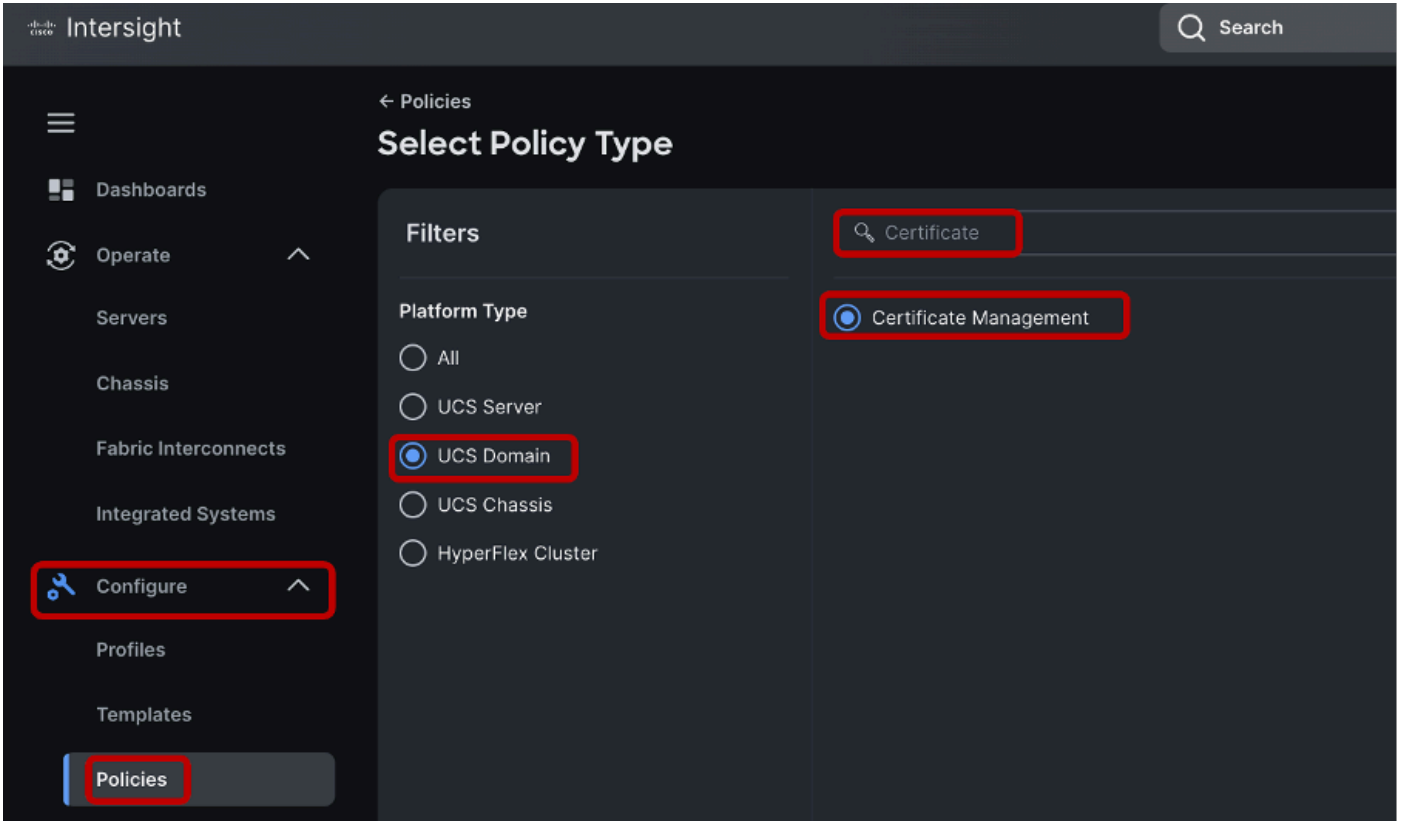 cisco Intersight
Search
← Policies
Select Policy Type
Dashboards
Operate
Servers
Chassis
Fabric Interconnects
Integrated Systems
Configure
Profiles
Templates
Policies
Filters
Platform Type
All
UCS Server
UCS Domain
UCS Chassis
HyperFlex Cluster
Certificate
Certificate Management